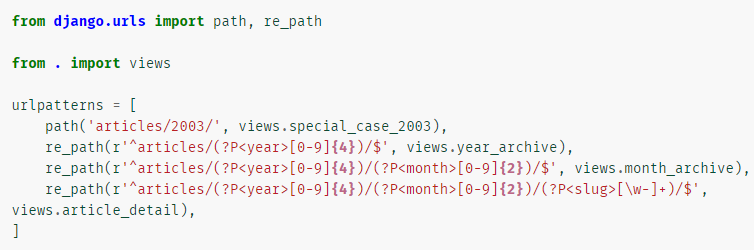 from django.urls import path, re_path

from . import views

urlpatterns = [
    path('articles/2003/', views.special_case_2003),
    re_path(r'^articles/(?P<year>[0-9]{4})/$', views.year_archive),
    re_path(r'^articles/(?P<year>[0-9]{4})/(?P<month>[0-9]{2})/$', views.month_archive),
    re_path(r'^articles/(?P<year>[0-9]{4})/(?P<month>[0-9]{2})/(?P<slug>[\w-]+)/$',
views.article_detail),
]